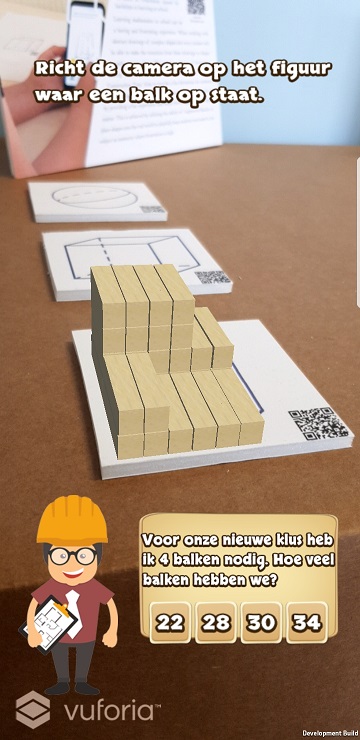 Richt de camera op het figuur
waar een balk op staat.
Voor onze nieuwe klus heb
ik 4 balken nodig. Hoe veel
balken hebben we?
22 28 30 34
vuforia™
Development Build